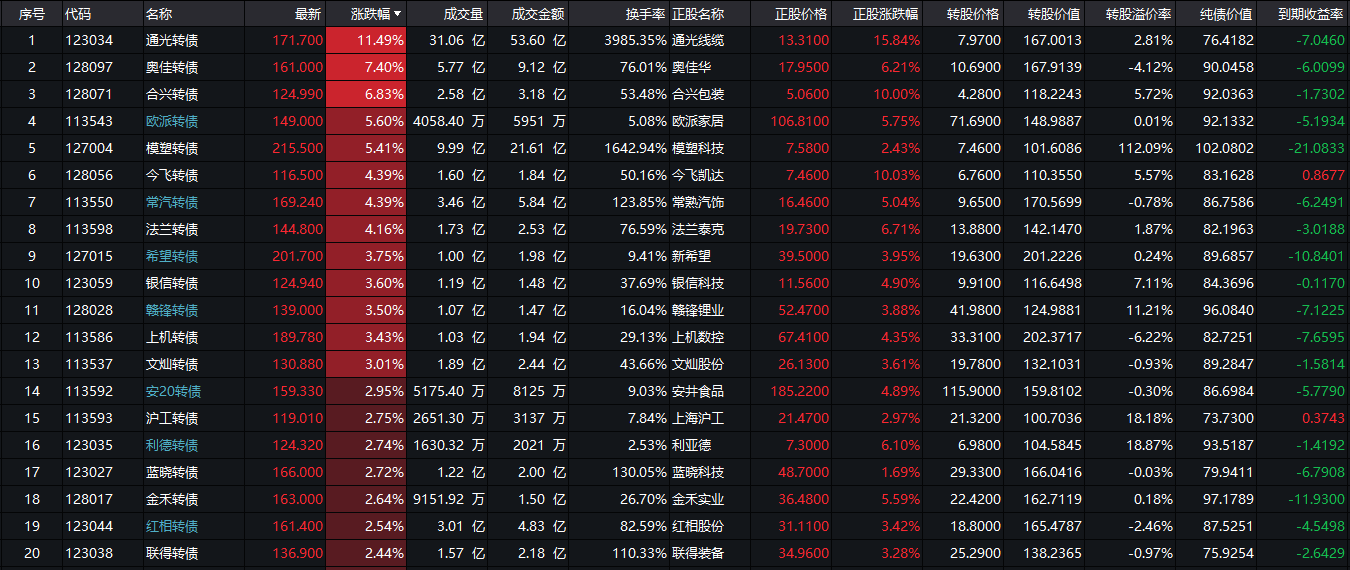 序号 代码 名称 最新 涨跌幅▼ 成交量 成交金额 换手率 正股名称 正股价格 正股涨跌幅 转股价格 转股价值 转股溢价率 纯债价值 到期收益率
1 123034 通光转债 171.700 11.49% 31.06 亿 53.60 亿 3985.35% 通光线缆 13.3100 15.84% 7.9700 167.0013 2.81% 76.4182 -7.0460
2 128097 奥佳转债 161.000 7.40% 5.77 亿 9.12 亿 76.01% 奥佳华 17.9500 6.21% 10.6900 167.9139 -4.12% 90.0458 -6.0099
3 128071 合兴转债 124.990 6.83% 2.58 亿 3.18 亿 53.48% 合兴包装 5.0600 10.00% 4.2800 118.2243 5.72% 92.0363 -1.7302
4 113543 欧派转债 149.000 5.60% 4058.40 万 5951 万 5.08% 欧派家居 106.8100 5.75% 71.6900 148.9887 0.01% 92.1332 -5.1934
5 127004 模塑转债 215.500 5.41% 9.99 亿 21.61 亿 1642.94% 模塑科技 7.5800 2.43% 7.4600 101.6086 112.09% 102.0802 -21.0833
6 128056 今飞转债 116.500 4.39% 1.60 亿 1.84 亿 50.16% 今飞凯达 7.4600 10.03% 6.7600 110.3550 5.57% 83.1628 0.8677
7 113550 常汽转债 169.240 4.39% 3.46 亿 5.84 亿 123.85% 常熟汽饰 16.4600 5.04% 9.6500 170.5699 -0.78% 86.7586 -6.2491
8 113598 法兰转债 144.800 4.16% 1.73 亿 2.53 亿 76.59% 法兰泰克 19.7300 6.71% 13.8800 142.1470 1.87% 82.1963 -3.0188
9 127015 希望转债 201.700 3.75% 1.00 亿 1.98 亿 9.41% 新希望 39.5000 3.95% 19.6300 201.2226 0.24% 89.6857 -10.8401
10 123059 银信转债 124.940 3.60% 1.19 亿 1.48 亿 37.69% 银信科技 11.5600 4.90% 9.9100 116.6498 7.11% 84.3696 -0.1170
11 128028 赣锋转债 139.000 3.50% 1.07 亿 1.47 亿 16.04% 赣锋锂业 52.4700 3.88% 41.9800 124.9881 11.21% 96.0840 -7.1225
12 113586 上机转债 189.780 3.43% 1.03 亿 1.94 亿 29.13% 上机数控 67.4100 4.35% 33.3100 202.3717 -6.22% 82.7251 -7.6595
13 113537 文灿转债 130.880 3.01% 1.89 亿 2.44 亿 43.66% 文灿股份 26.1300 3.61% 19.7800 132.1031 -0.93% 89.2847 -1.5814
14 113592 安20转债 159.330 2.95% 5175.40 万 8125 万 9.03% 安井食品 185.2200 4.89% 115.9000 159.8102 -0.30% 86.6984 -5.7790
15 113593 沪工转债 119.010 2.75% 2651.30 万 3137 万 7.84% 上海沪工 21.4700 2.97% 21.3200 100.7036 18.18% 73.7300 0.3743
16 123035 利德转债 124.320 2.74% 1630.32 万 2021 万 2.53% 利亚德 7.3000 6.10% 6.9800 104.5845 18.87% 93.5187 -1.4192
17 123027 蓝晓转债 166.000 2.72% 1.22 亿 2.00 亿 130.05% 蓝晓科技 48.7000 1.69% 29.3300 166.0416 -0.03% 79.9411 -6.7908
18 128017 金禾转债 163.000 2.64% 9151.92 万 1.50 亿 26.70% 金禾实业 36.4800 5.59% 22.4200 162.7119 0.18% 97.1789 -11.9300
19 123044 红相转债 161.400 2.54% 3.01 亿 4.83 亿 82.59% 红相股份 31.1100 3.42% 18.8000 165.4787 -2.46% 87.5251 -4.5498
20 123038 联得转债 136.900 2.44% 1.57 亿 2.18 亿 110.33% 联得装备 34.9600 3.28% 25.2900 138.2365 -0.97% 75.9254 -2.6429